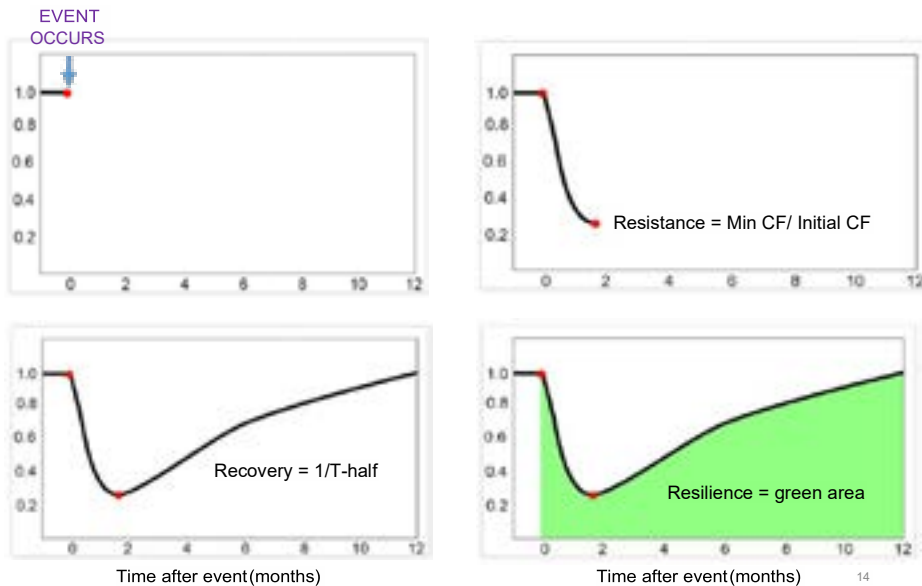 EVENT
OCCURS
1.0
0.8
0.6
0.4
0.2
0 2 4 6 8 10 12
1.0
0.8
0.6
0.4
0.2
Resistance = Min CF/ Initial CF
0 2 4 6 8 10 12
1.0
0.8
0.6
0.4
0.2
Recovery = 1/T-half
0 2 4 6 8 10 12
Time after event (months)
1.0
0.8
0.6
0.4
0.2
Resilience = green area
0 2 4 6 8 10 12
Time after event (months)
14